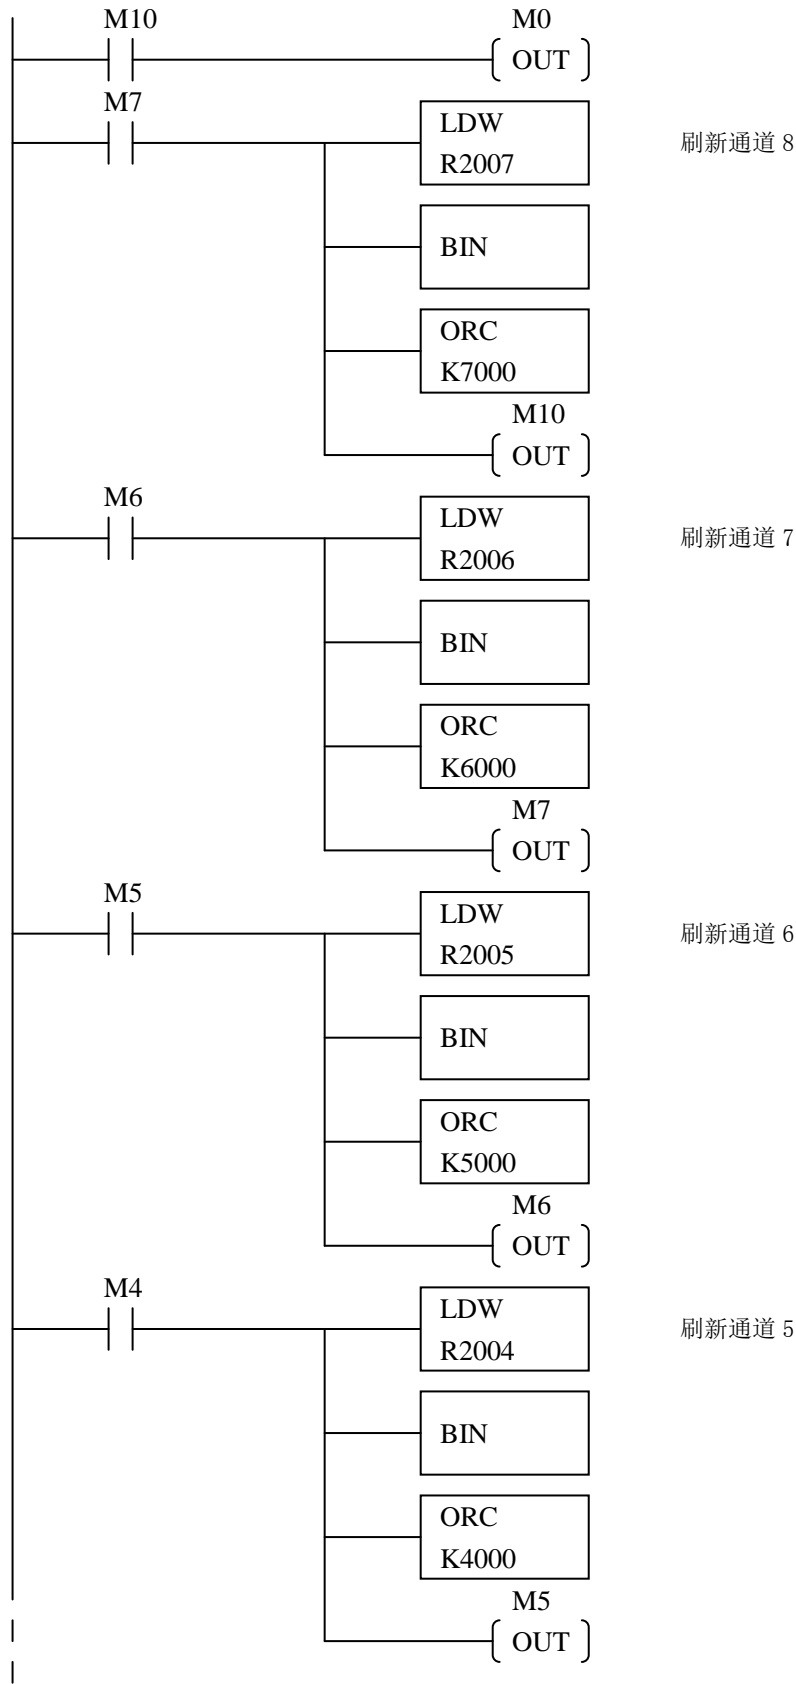 M10
M0
OUT
M7
LDW
R2007
刷新通道 8
BIN
ORC
K7000
M10
OUT
M6
LDW
R2006
刷新通道 7
BIN
ORC
K6000
M7
OUT
M5
LDW
R2005
刷新通道 6
BIN
ORC
K5000
M6
OUT
M4
LDW
R2004
刷新通道 5
BIN
ORC
K4000
M5
OUT